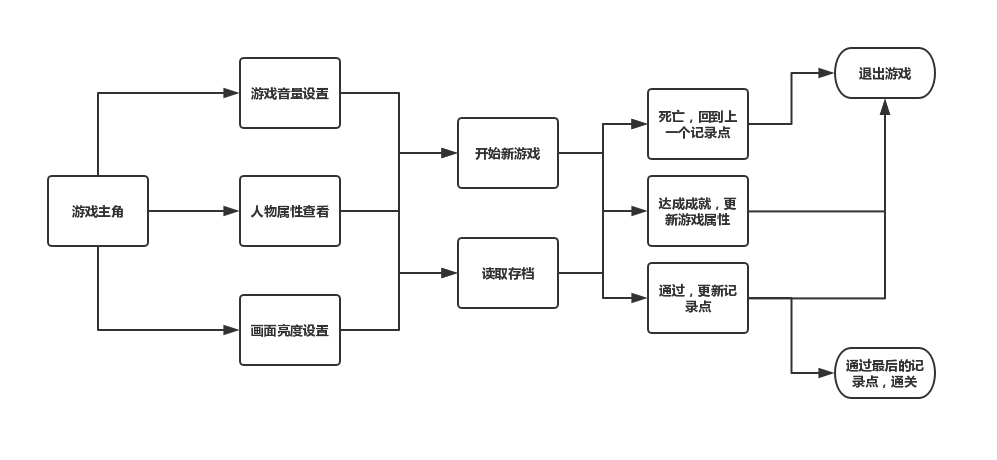 游戏主角
游戏音量设置
人物属性查看
画面亮度设置
开始新游戏
读取存档
死亡，回到上
一个记录点
达成成就，更
新游戏属性
通过，更新记
录点
退出游戏
通过最后的记
录点，通关